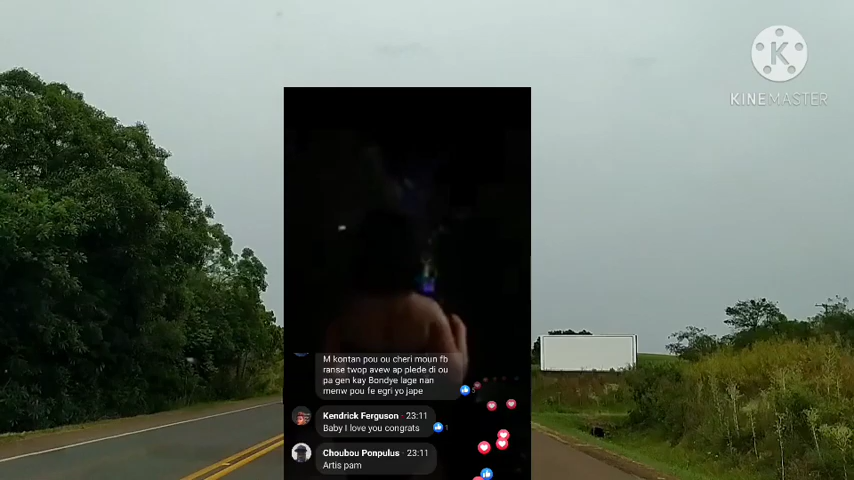 KINEMASTER
M kontan pou ou cheri moun fb
ranse twop avew ap plede di ou
pa gen kay Bondye lage nan
menw pou fe egri yo jape
Kendrick Ferguson · 23:11
Baby I love you congrats
Choubou Ponpulus · 23:11
Artis pam